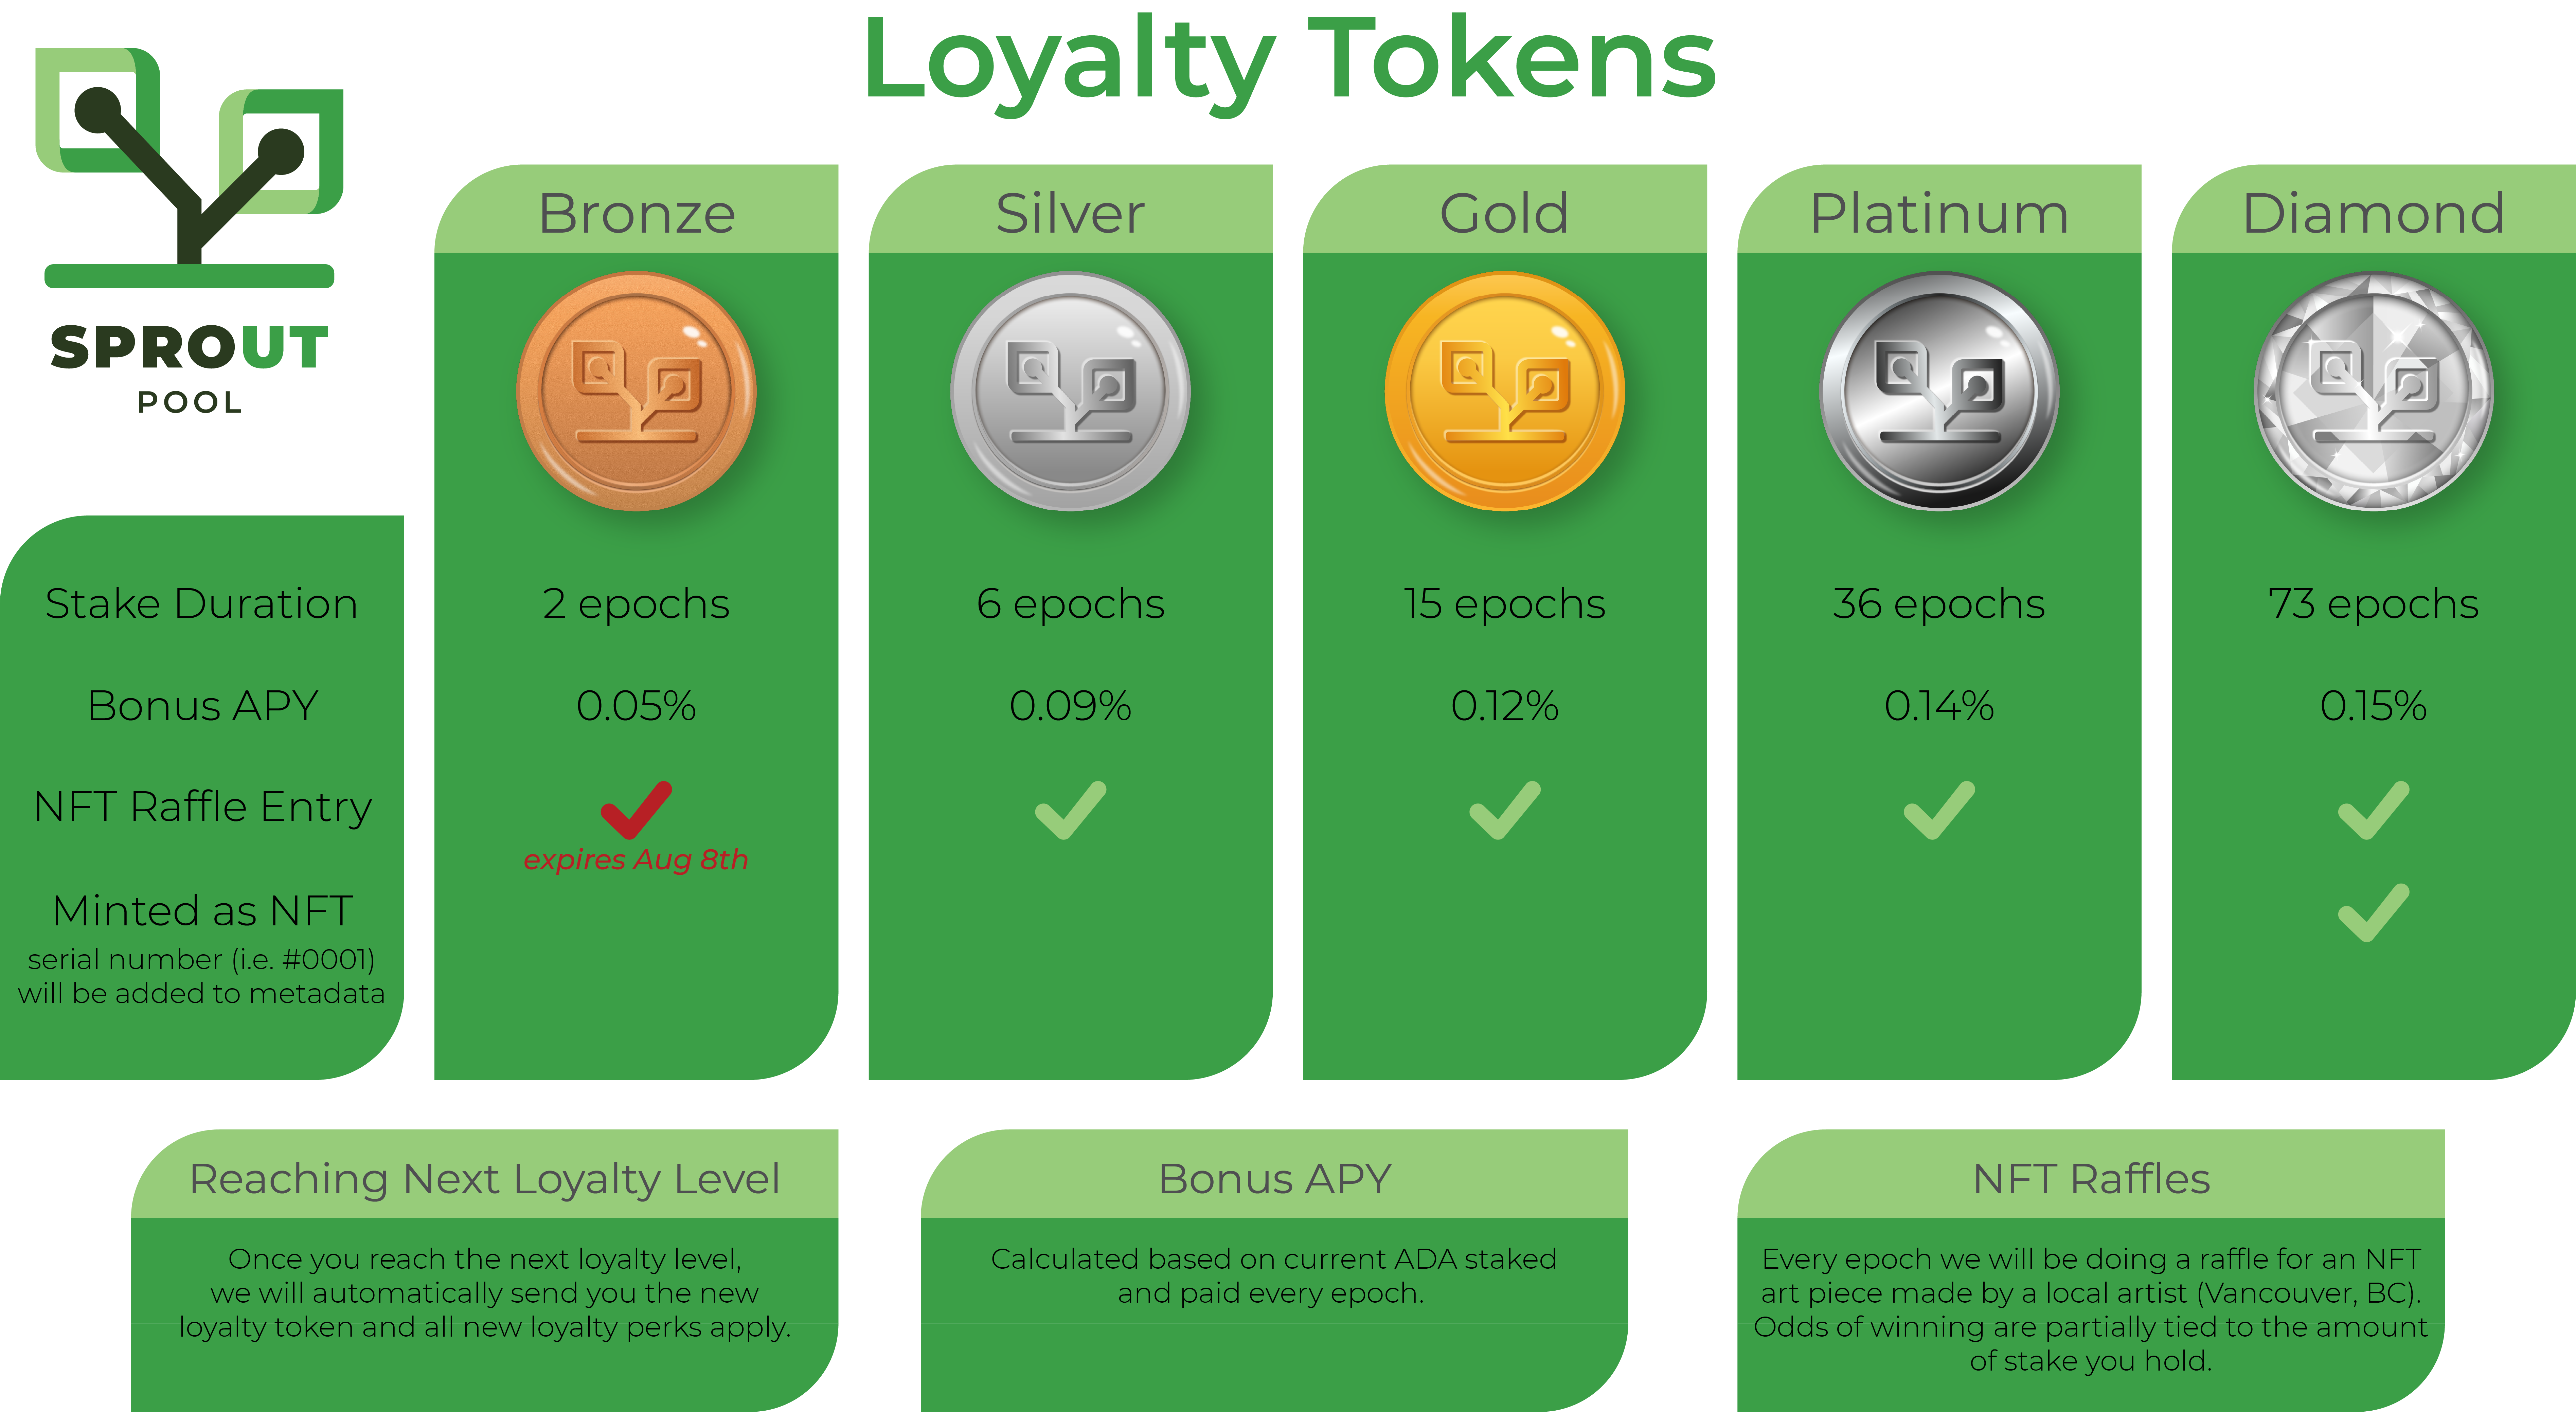 Loyalty Tokens
SPROUT
POOL
Bronze
Silver
Gold
Platinum
Diamond
Stake Duration
2 epochs
6 epochs
15 epochs
36 epochs
73 epochs
Bonus APY
0.05%
0.09%
0.12%
0.14%
0.15%
NFT Raffle Entry
expires Aug 8th
Minted as NFT
serial number (i.e. #0001)
will be added to metadata
Reaching Next Loyalty Level
Once you reach the next loyalty level,
we will automatically send you the new
loyalty token and all new loyalty perks apply.
Bonus APY
Calculated based on current ADA staked
and paid every epoch.
NFT Raffles
Every epoch we will be doing a raffle for an NFT
art piece made by a local artist (Vancouver, BC).
Odds of winning are partially tied to the amount
of stake you hold.